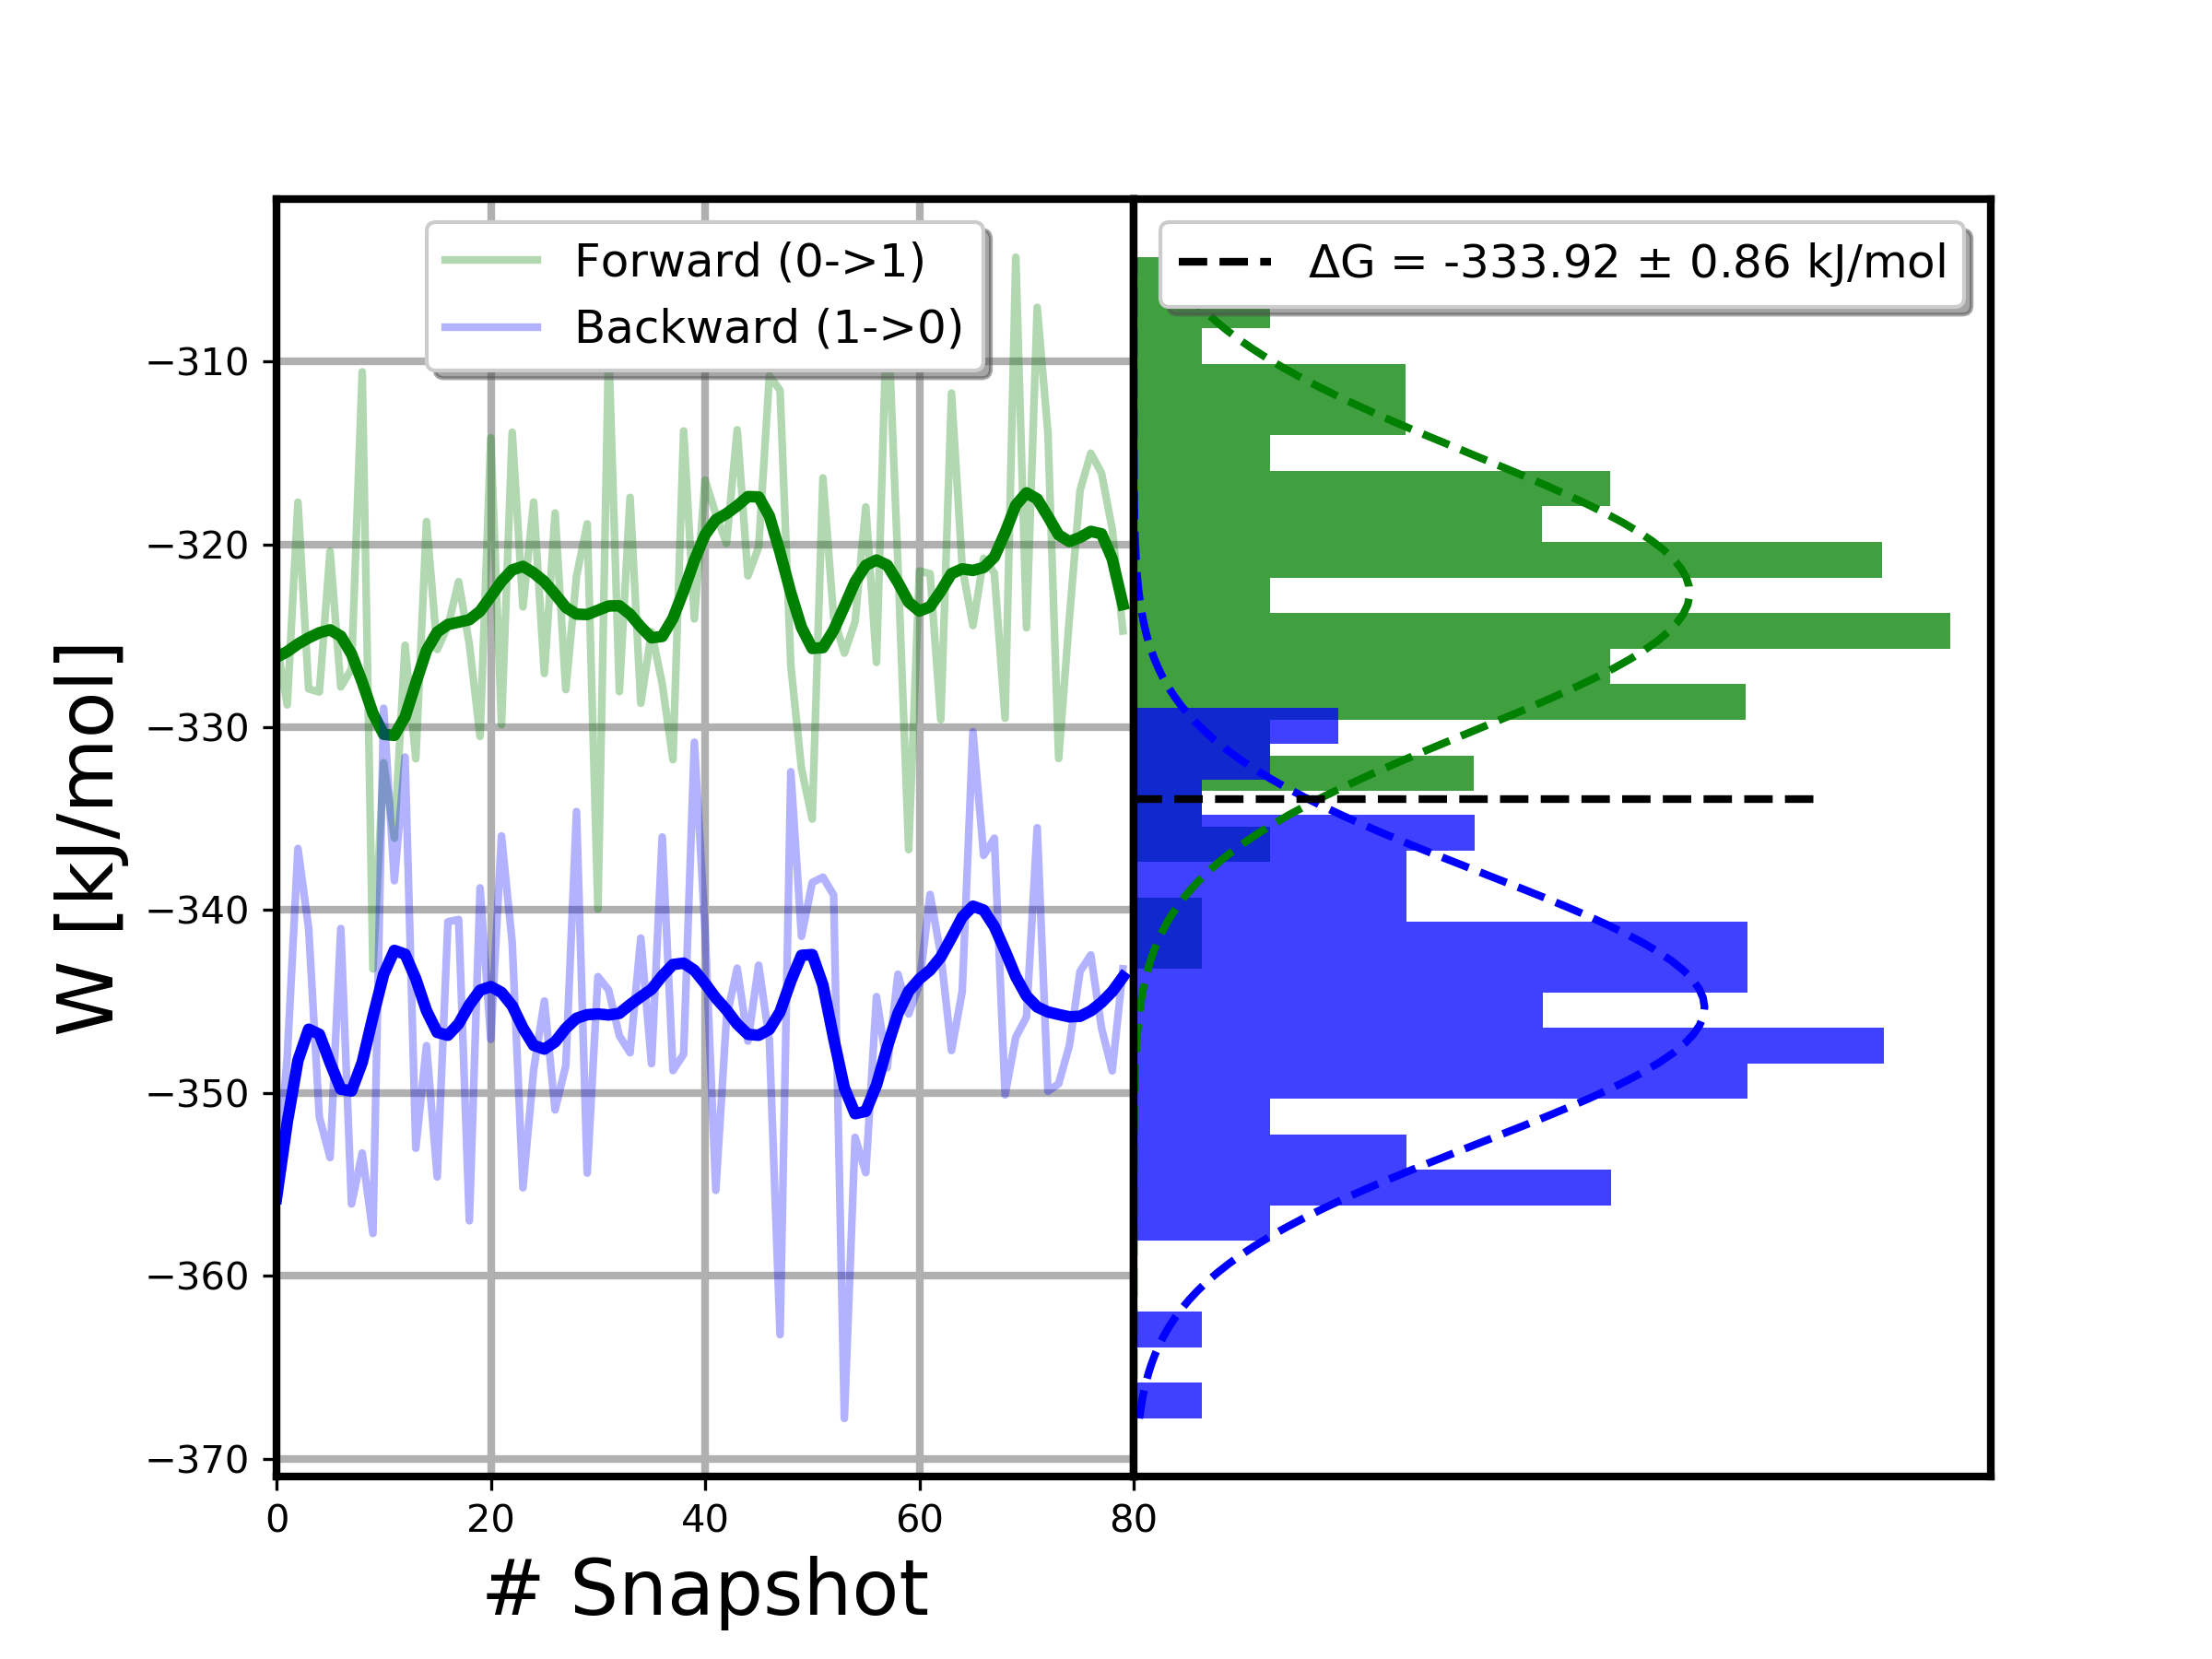 Forward (0->1)
Backward (1->0)
ΔG = -333.92 ± 0.86 kJ/mol
W [kJ/mol]
−310
−320
−330
−340
−350
−360
−370
0 20 40 60 80
# Snapshot